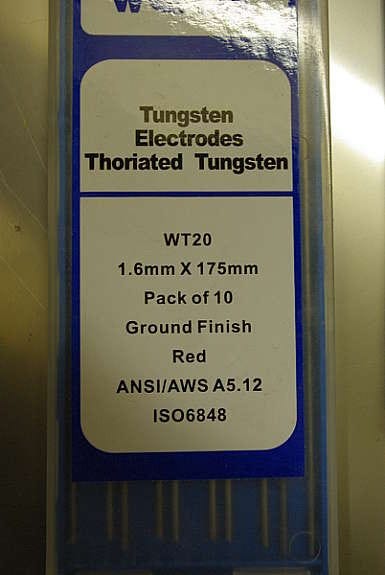 Tungsten
Electrodes
Thoriated Tungsten
WT20
1.6mm X 175mm
Pack of 10
Ground Finish
Red
ANSI/AWS A5.12
ISO6848